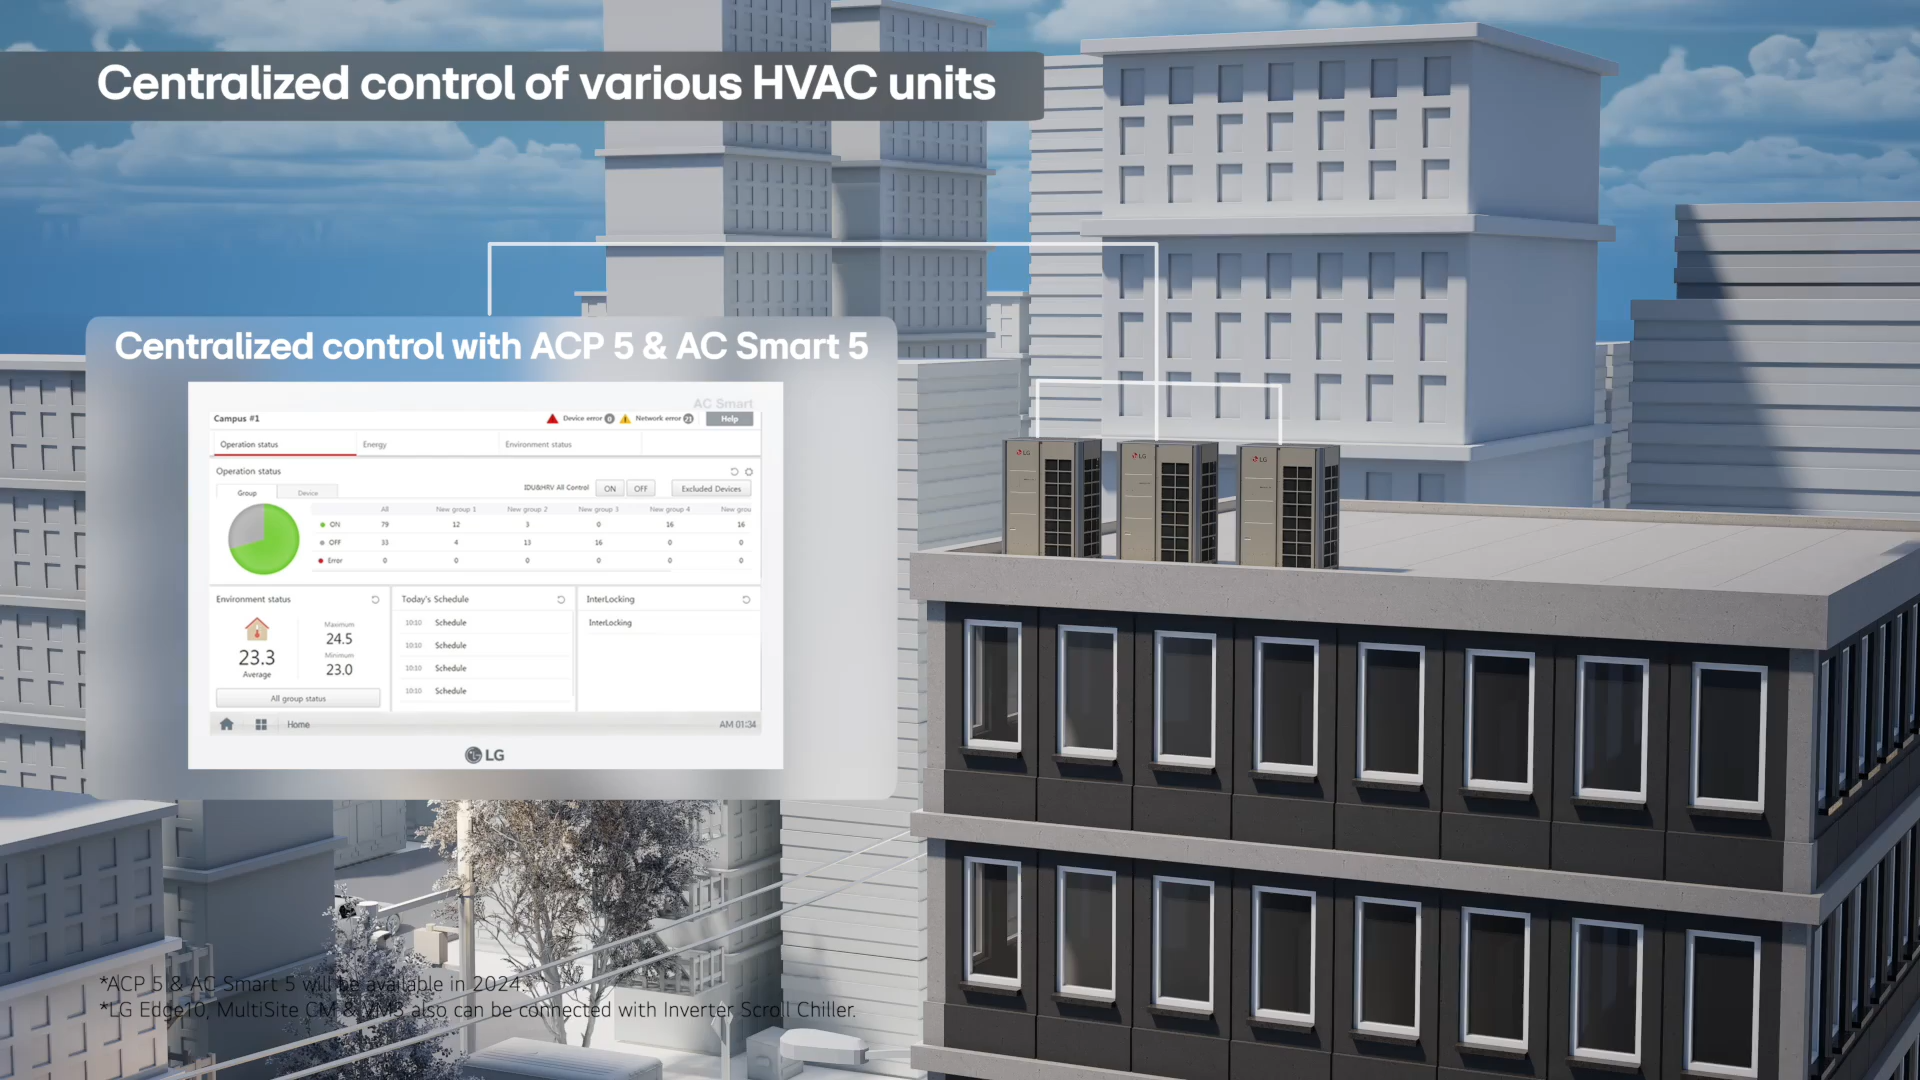 Centralized control of various HVAC units
Centralized control with ACP 5 & AC Smart 5
AC Smart
Campus #1
Device error 0
Network error 21
Help
Operation status
Energy
Environment status
Operation status
IDU&HRV All Control
ON
OFF
Excluded Devices
Group
Device
All New group 1 New group 2 New group 3 New group 4 New grou
ON 79 12 3 0 16 16
OFF 33 4 13 16 0 0
Error 0 0 0 0 0 0
Environment status
23.3
Average
Maximum
24.5
Minimum
23.0
All group status
Today's Schedule
10:10 Schedule
10:10 Schedule
10:10 Schedule
10:10 Schedule
InterLocking
InterLocking
Home
AM 01:34
LG
LG
LG
LG
*ACP 5 & AC Smart 5 will be available in 2024.
*LG Edge10, MultiSite CM & VM3 also can be connected with Inverter Scroll Chiller.